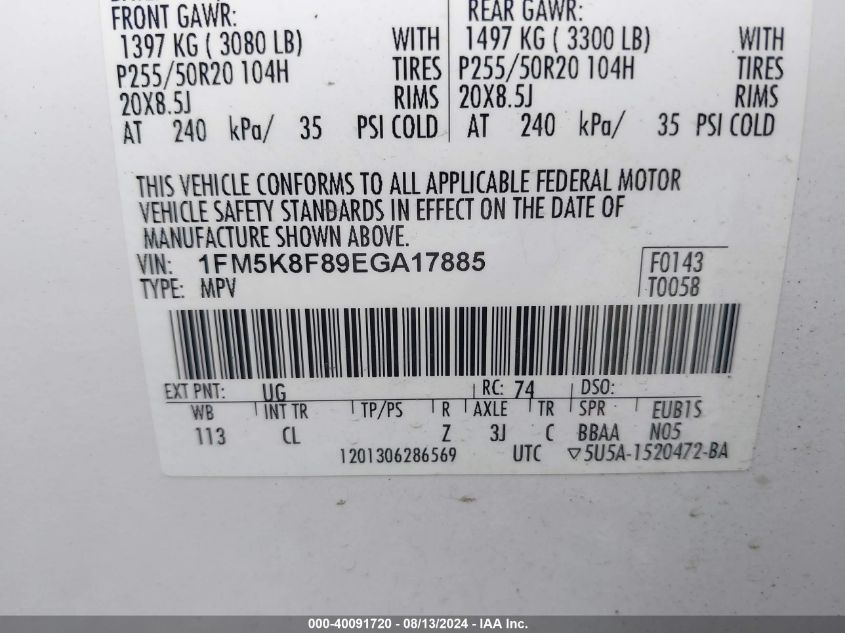 FRONT GAWR: REAR GAWR:
1397 KG ( 3080 LB) WITH 1497 KG ( 3300 LB) WITH
P255/50R20 104H TIRES P255/50R20 104H TIRES
20X8.5J RIMS 20X8.5J RIMS
AT 240 kPa/ 35 PSI COLD AT 240 kPa/ 35 PSI COLD
THIS VEHICLE CONFORMS TO ALL APPLICABLE FEDERAL MOTOR
VEHICLE SAFETY STANDARDS IN EFFECT ON THE DATE OF
MANUFACTURE SHOWN ABOVE.
VIN: 1FM5K8F89EGA17885 F0143
TYPE: MPV T0058
EXT PNT: UG RC: 74 DSO:
WB INT TR TP/PS R AXLE TR SPR EUB1S
113 CL Z 3J C BBAA N05
1201306286569 UTC ▽5U5A-1520472-BA
000-40091720 - 08/13/2024 - IAA Inc.